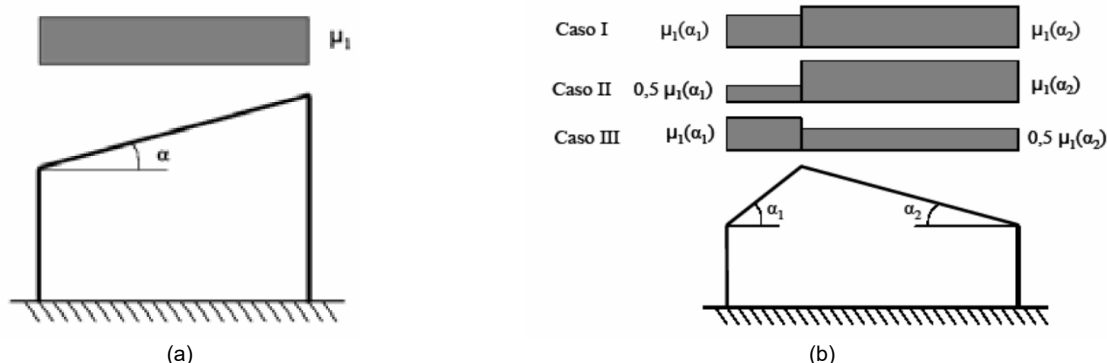 μ₁
α
(a)
Caso I μ₁(α₁) μ₁(α₂)
Caso II 0,5 μ₁(α₁) μ₁(α₂)
Caso III μ₁(α₁) 0,5 μ₁(α₂)
α₁ α₂
(b)